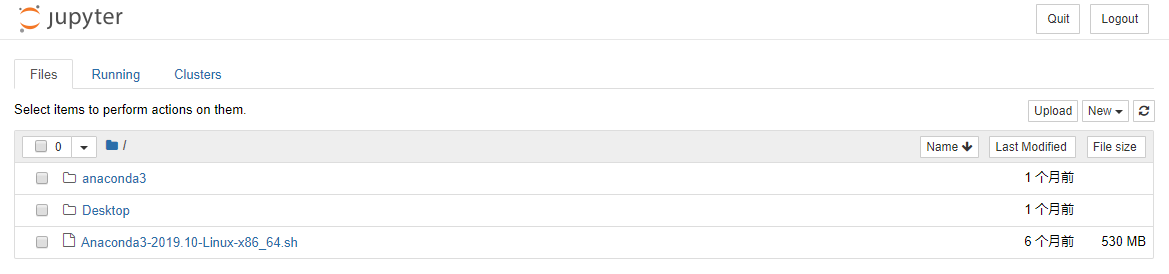 jupyter
Quit
Logout
Files
Running
Clusters
Select items to perform actions on them.
Upload
New
0
/
Name
Last Modified
File size
anaconda3
1 个月前
Desktop
1 个月前
Anaconda3-2019.10-Linux-x86_64.sh
6 个月前
530 MB